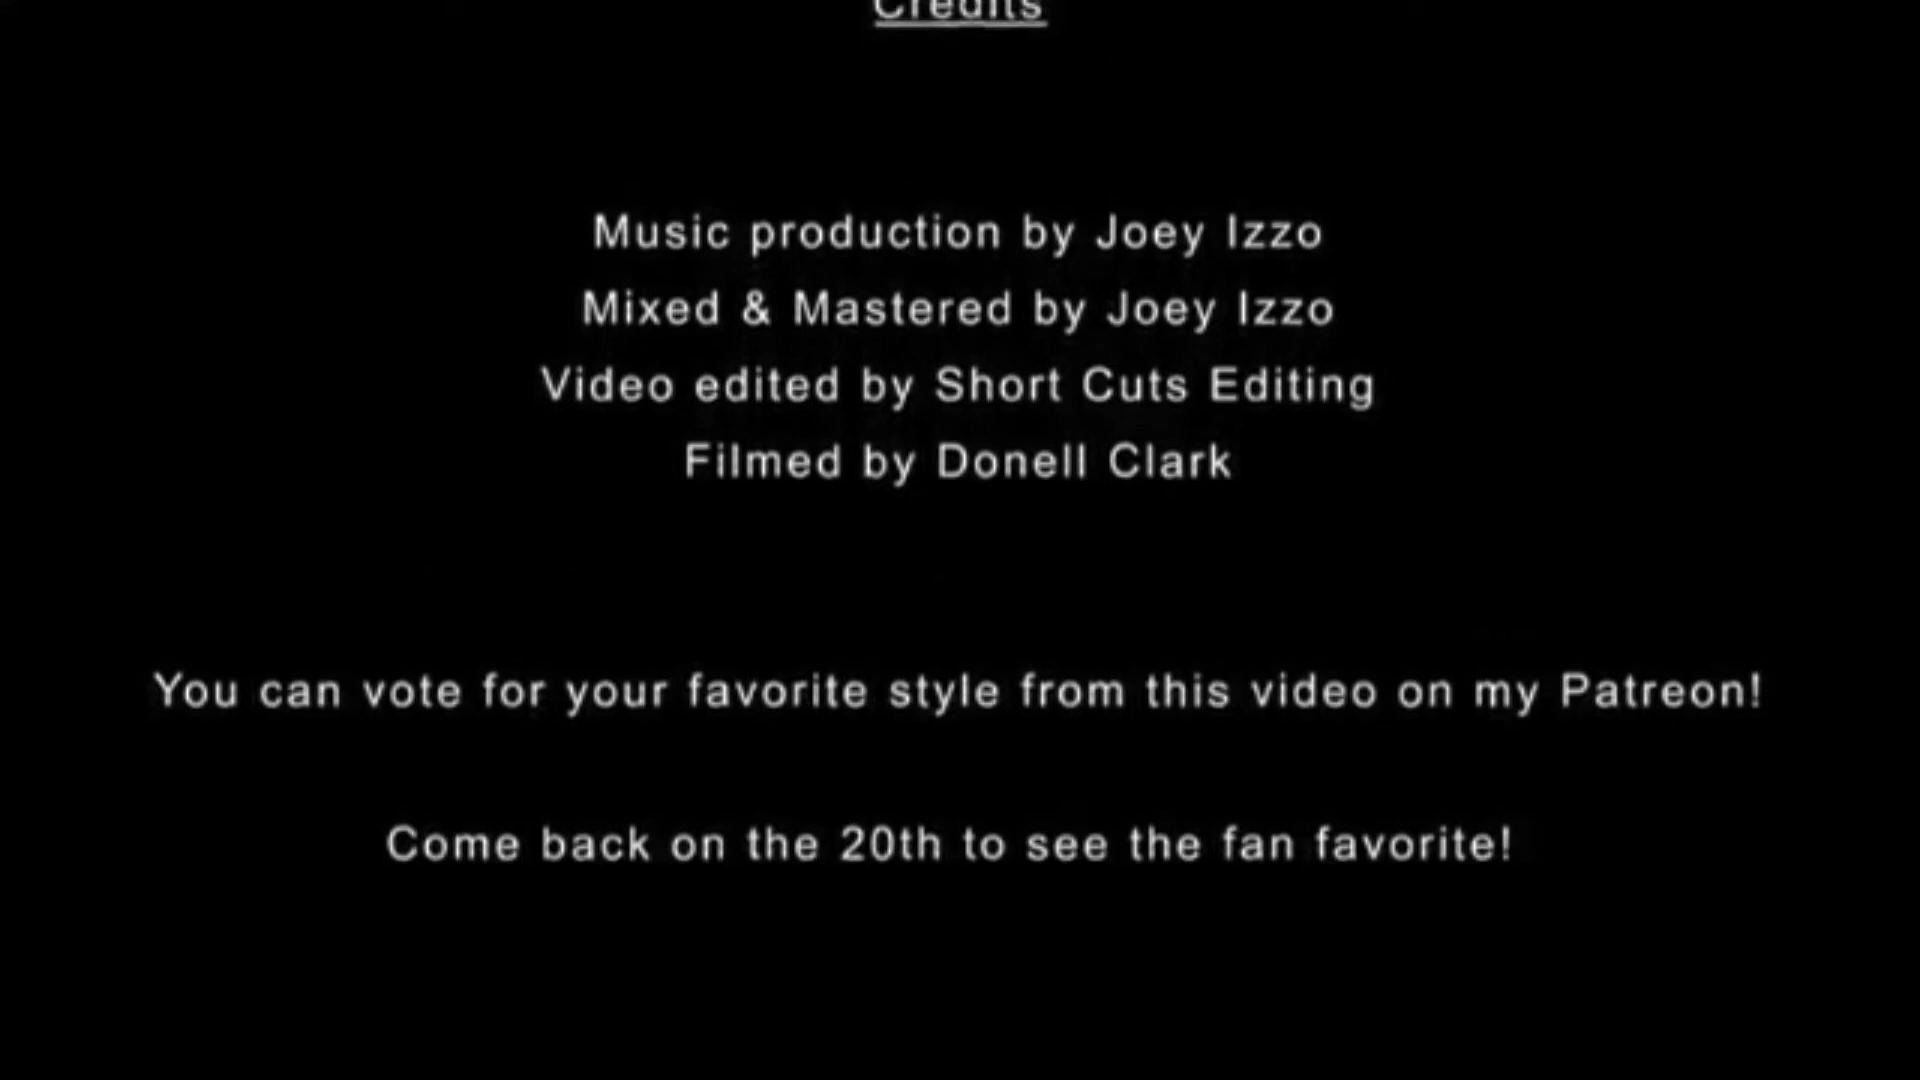 Credits
Music production by Joey Izzo
Mixed & Mastered by Joey Izzo
Video edited by Short Cuts Editing
Filmed by Donell Clark
You can vote for your favorite style from this video on my Patreon!
Come back on the 20th to see the fan favorite!